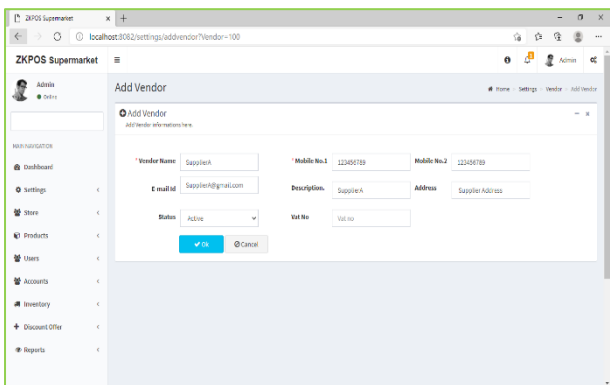 ZKPOS Supermarket
localhost:8082/settings/addvendor?Vendor=100
ZKPOS Supermarket
Admin
Admin
Online
Add Vendor
Home > Settings > Vendor > Add Vendor
Add Vendor
Add Vendor informations here.
MAIN NAVIGATOR
Dashboard
Settings
Store
Products
Users
Accounts
Inventory
Discount Offer
Reports
* Vendor Name SupplierA * Mobile No.1 123456789 Mobile No.2 123456789
E-mail Id SupplierA@gmail.com Description. SupplierA Address Supplier Address
Status Active Vat No Vat no
Ok Cancel